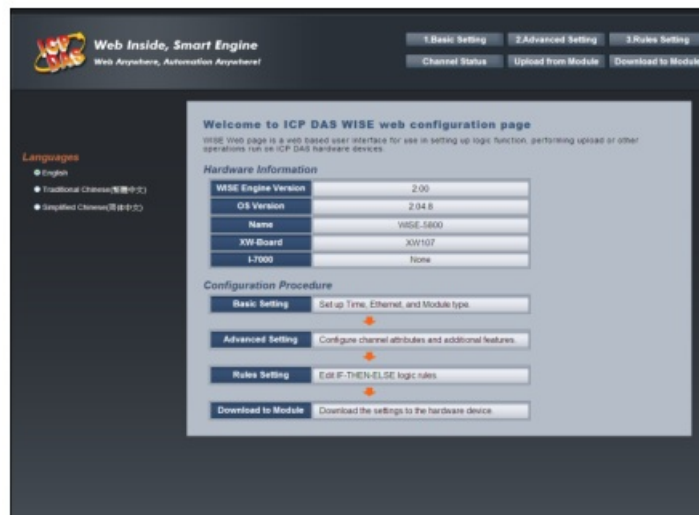 ICP DAS
Web Inside, Smart Engine
Web Anywhere, Automation Anywhere!
1.Basic Setting
2.Advanced Setting
3.Rules Setting
Channel Status
Upload from Module
Download to Module
Languages
English
Traditional Chinese(繁體中文)
Simplified Chinese(简体中文)
Welcome to ICP DAS WISE web configuration page
WISE Web page is a web based user interface for use in setting up logic function, performing upload or other
operations run on ICP DAS hardware devices.
Hardware Information
WISE Engine Version 2.00
OS Version 2.04.8
Name WISE-5800
XW-Board XW107
I-7000 None
Configuration Procedure
Basic Setting Set up Time, Ethernet, and Module type.
Advanced Setting Configure channel attributes and additional features.
Rules Setting Edit IF-THEN-ELSE logic rules.
Download to Module Download the settings to the hardware device.